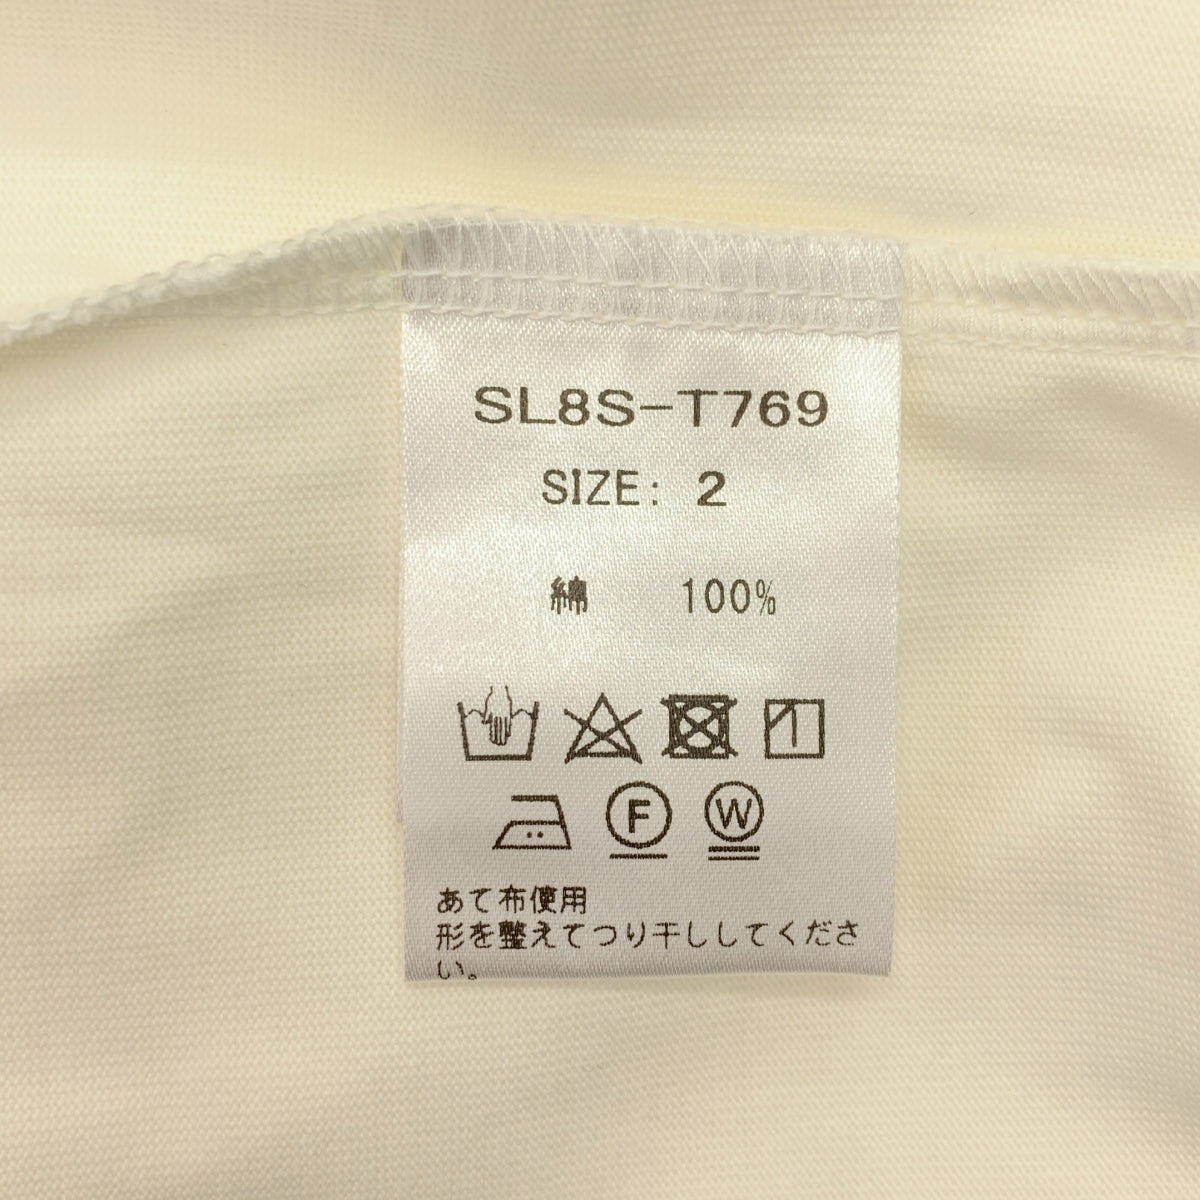 SL8S-T769
SIZE: 2
綿 100%
F W
あて布使用
形を整えてつり干ししてくださ
い。